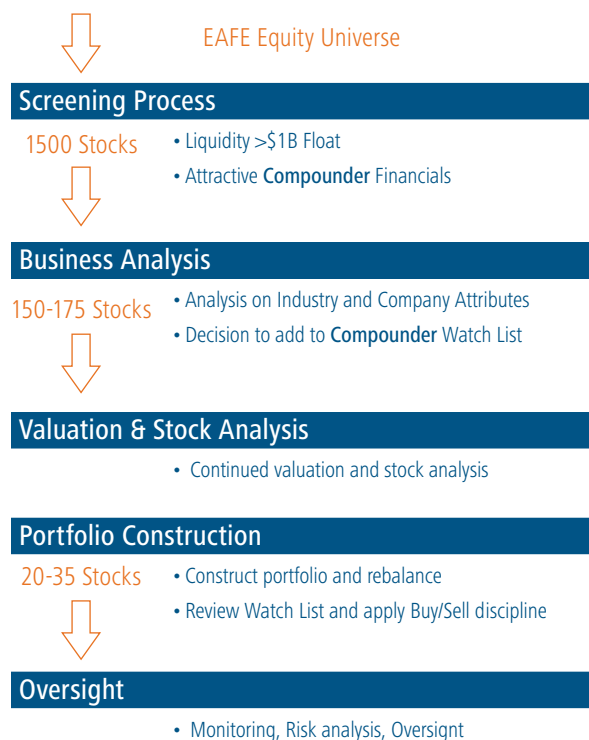 EAFE Equity Universe
Screening Process
1500 Stocks
• Liquidity >$1B Float
• Attractive Compounder Financials
Business Analysis
150-175 Stocks
• Analysis on Industry and Company Attributes
• Decision to add to Compounder Watch List
Valuation & Stock Analysis
• Continued valuation and stock analysis
Portfolio Construction
20-35 Stocks
• Construct portfolio and rebalance
• Review Watch List and apply Buy/Sell discipline
Oversight
• Monitoring, Risk analysis, Oversignt